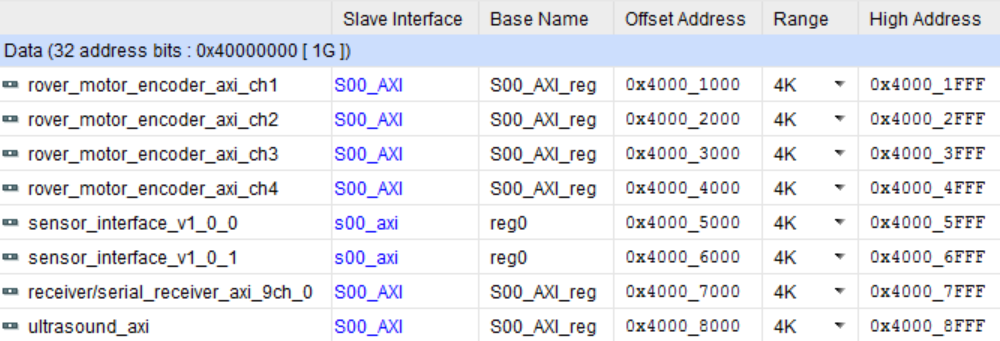 Slave Interface Base Name Offset Address Range High Address
Data (32 address bits : 0x40000000 [ 1G ])
rover_motor_encoder_axi_ch1 S00_AXI S00_AXI_reg 0x4000_1000 4K 0x4000_1FFF
rover_motor_encoder_axi_ch2 S00_AXI S00_AXI_reg 0x4000_2000 4K 0x4000_2FFF
rover_motor_encoder_axi_ch3 S00_AXI S00_AXI_reg 0x4000_3000 4K 0x4000_3FFF
rover_motor_encoder_axi_ch4 S00_AXI S00_AXI_reg 0x4000_4000 4K 0x4000_4FFF
sensor_interface_v1_0_0 s00_axi reg0 0x4000_5000 4K 0x4000_5FFF
sensor_interface_v1_0_1 s00_axi reg0 0x4000_6000 4K 0x4000_6FFF
receiver/serial_receiver_axi_9ch_0 S00_AXI S00_AXI_reg 0x4000_7000 4K 0x4000_7FFF
ultrasound_axi S00_AXI S00_AXI_reg 0x4000_8000 4K 0x4000_8FFF